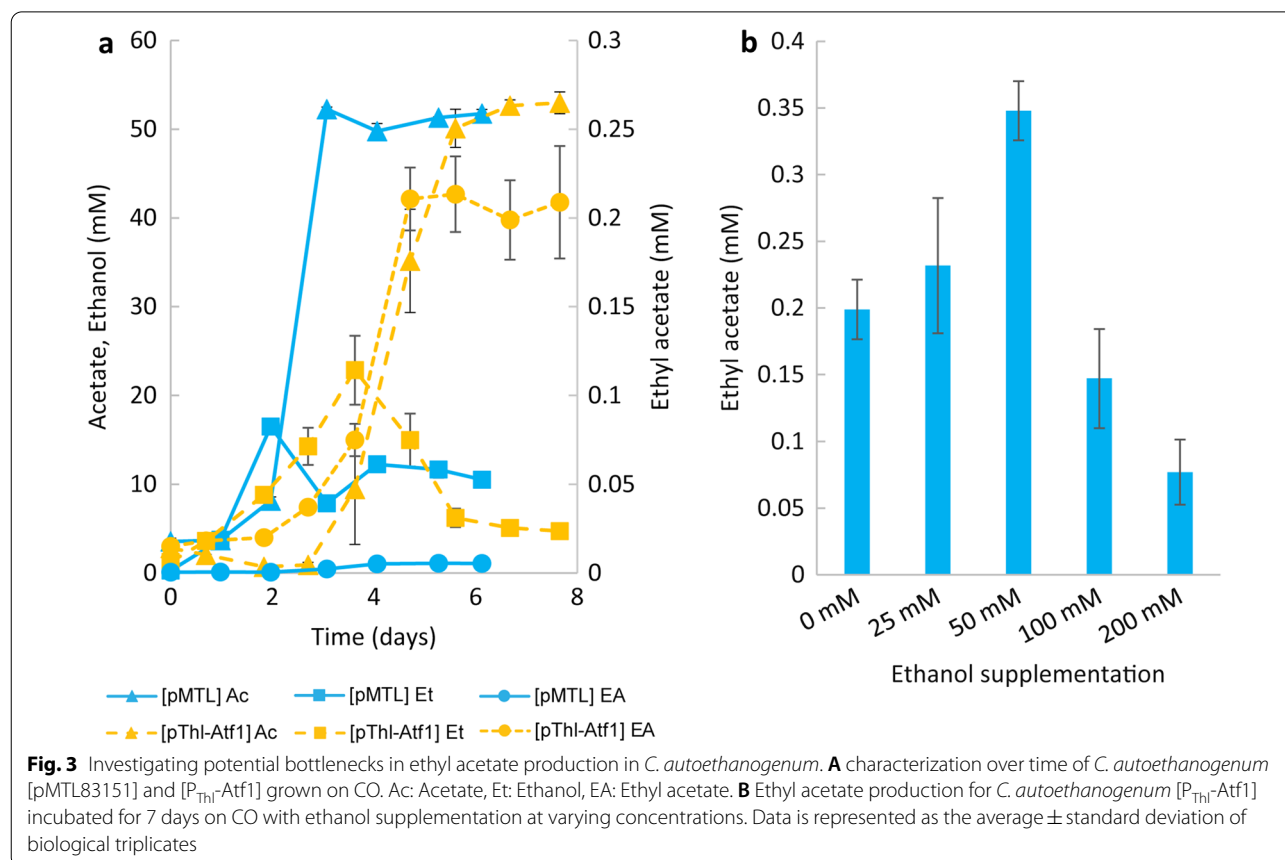 a
60
50
40
30
20
10
0
Acetate, Ethanol (mM)
0.3
0.25
0.2
0.15
0.1
0.05
0
Ethyl acetate (mM)
0 2 4 6 8
Time (days)
[pMTL] Ac [pMTL] Et [pMTL] EA
[pThl-Atf1] Ac [pThl-Atf1] Et [pThl-Atf1] EA
b
0.4
0.35
0.3
0.25
0.2
0.15
0.1
0.05
0
Ethyl acetate (mM)
0 mM 25 mM 50 mM 100 mM 200 mM
Ethanol supplementation
Fig. 3 Investigating potential bottlenecks in ethyl acetate production in C. autoethanogenum. A characterization over time of C. autoethanogenum
[pMTL83151] and [PThl-Atf1] grown on CO. Ac: Acetate, Et: Ethanol, EA: Ethyl acetate. B Ethyl acetate production for C. autoethanogenum [PThl-Atf1]
incubated for 7 days on CO with ethanol supplementation at varying concentrations. Data is represented as the average ± standard deviation of
biological triplicates